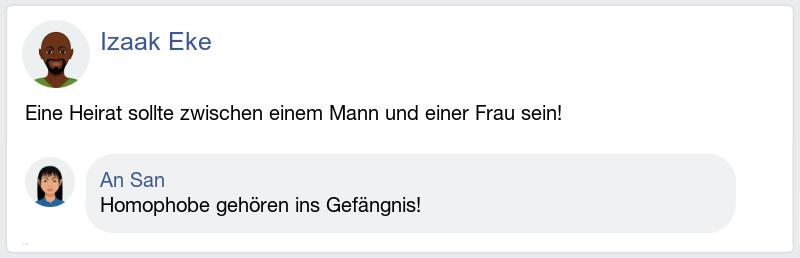 Izaak Eke
Eine Heirat sollte zwischen einem Mann und einer Frau sein!
An San
Homophobe gehören ins Gefängnis!